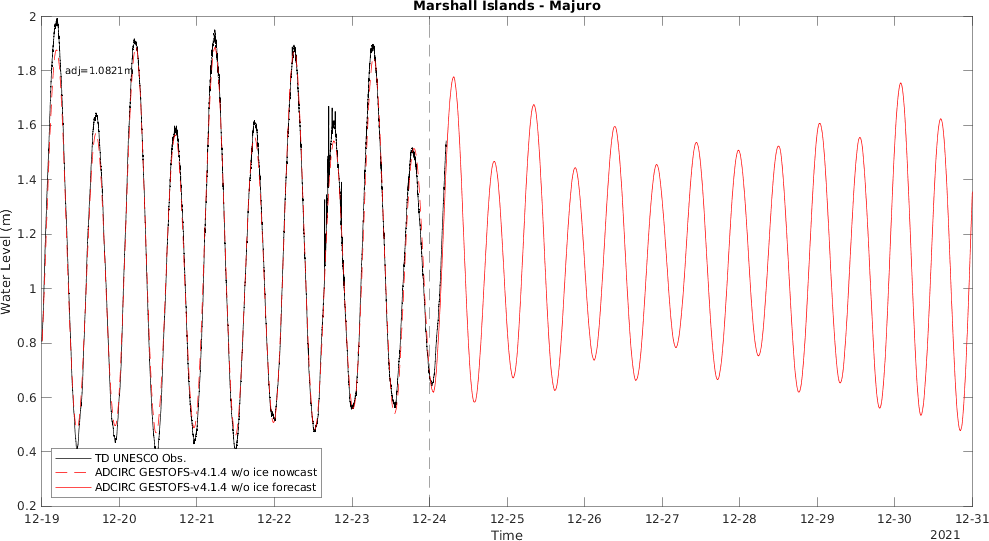 Marshall Islands - Majuro
Water Level (m)
2
1.8
1.6
1.4
1.2
1
0.8
0.6
0.4
0.2
adj=1.0821m
TD UNESCO Obs.
ADCIRC GESTOFS-v4.1.4 w/o ice nowcast
ADCIRC GESTOFS-v4.1.4 w/o ice forecast
12-19 12-20 12-21 12-22 12-23 12-24 12-25 12-26 12-27 12-28 12-29 12-30 12-31
Time
2021